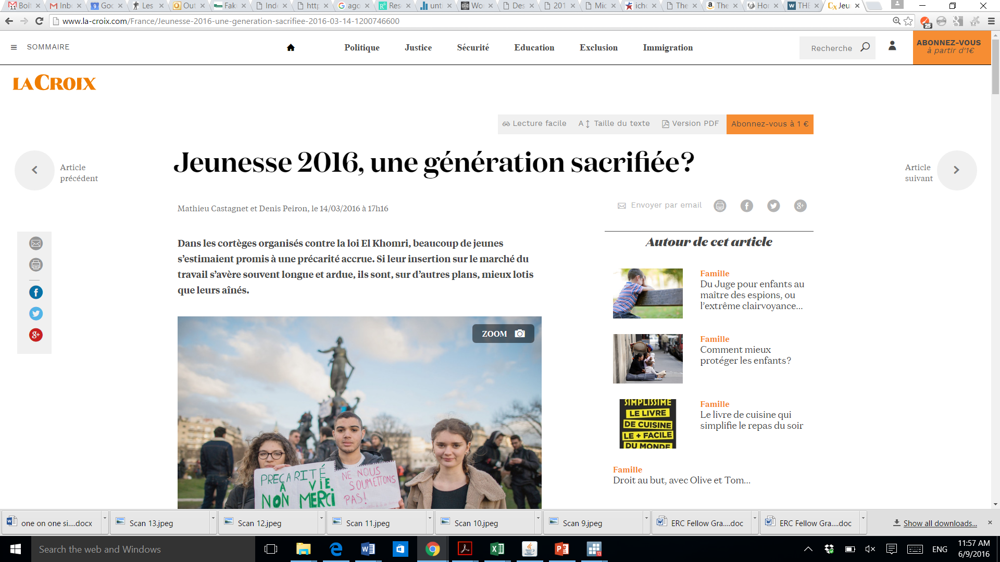 Boît
Inbo
Goo
Les
Out
Fak
Inde
http
ago
Res
unti
Wo
Des
201
Mic
icho
The
The
Hor
THE
Jeu
www.la-croix.com/France/Jeunesse-2016-une-generation-sacrifiee-2016-03-14-1200746600
25
SOMMAIRE
Politique
Justice
Sécurité
Education
Exclusion
Immigration
Recherche
ABONNEZ-VOUS
à partir d'1€
LA CROIX
Lecture facile
A Taille du texte
Version PDF
Abonnez-vous à 1 €
Article
précédent
Jeunesse 2016, une génération sacrifiée?
Article
suivant
Mathieu Castagnet et Denis Peiron, le 14/03/2016 à 17h16
Envoyer par email
Dans les cortèges organisés contre la loi El Khomri, beaucoup de jeunes
s’estimaient promis à une précarité accrue. Si leur insertion sur le marché du
travail s’avère souvent longue et ardue, ils sont, sur d’autres plans, mieux lotis
que leurs aînés.
ZOOM
PRECARITÉ
À VIE
NON MERCI
NE NOUS
SOUMETTONS
PAS!
Autour de cet article
Famille
Du Juge pour enfants au
maître des espions, ou
l’extrême clairvoyance...
Famille
Comment mieux
protéger les enfants?
SIMPLISSIME
LE LIVRE
DE CUISINE
LE + FACILE
DU MONDE
Famille
Le livre de cuisine qui
simplifie le repas du soir
Famille
Droit au but, avec Olive et Tom...
one on one si....docx
Scan 13.jpeg
Scan 12.jpeg
Scan 11.jpeg
Scan 10.jpeg
Scan 9.jpeg
ERC Fellow Gra....doc
ERC Fellow Gra....doc
Show all downloads...
Search the web and Windows
ENG
11:57 AM
6/9/2016